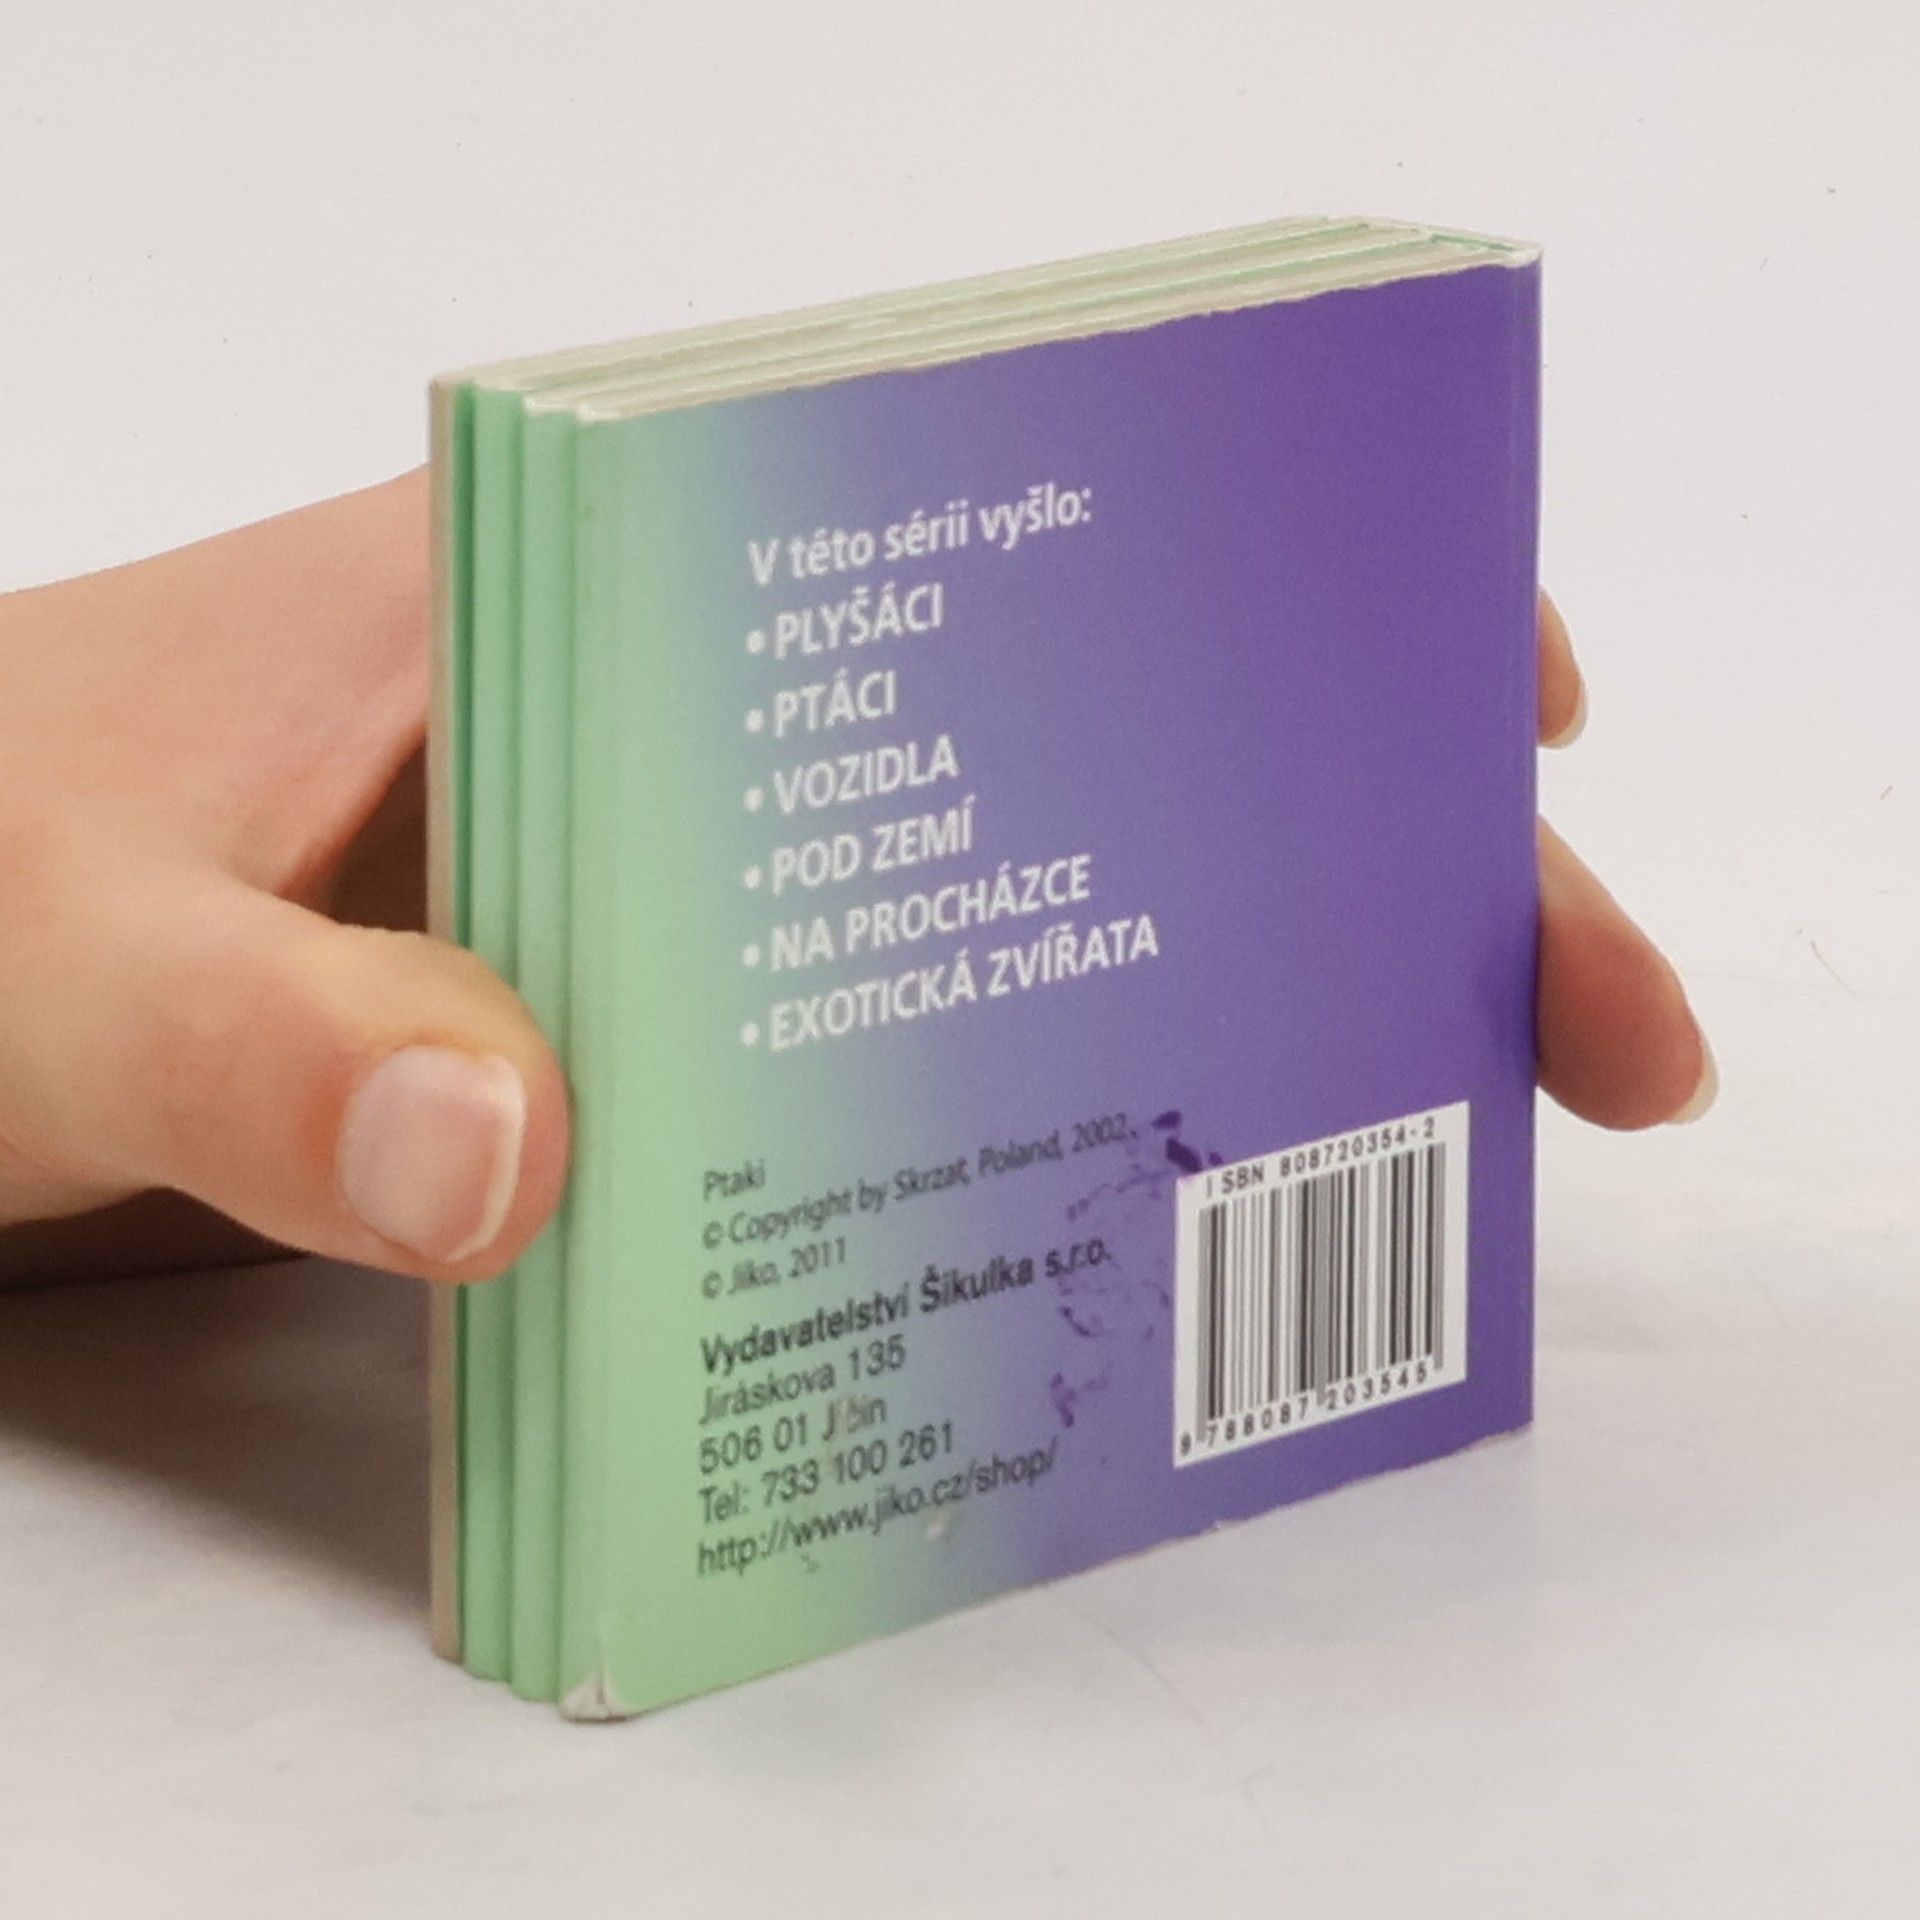 V této sérii vyšlo:
• PLYŠÁCI
• PTÁCI
• VOZIDLA
• POD ZEMÍ
• NA PROCHÁZCE
• EXOTICKÁ ZVÍŘATA
Ptaki
© Copyright by Skrzat, Poland, 2002.
© Jiko, 2011
Vydavatelství Šikulka s.r.o.
Jiráskova 135
506 01 Jičín
Tel: 733 100 261
http://www.jiko.cz/shop/
ISBN 808720354-2
9 788087 203545